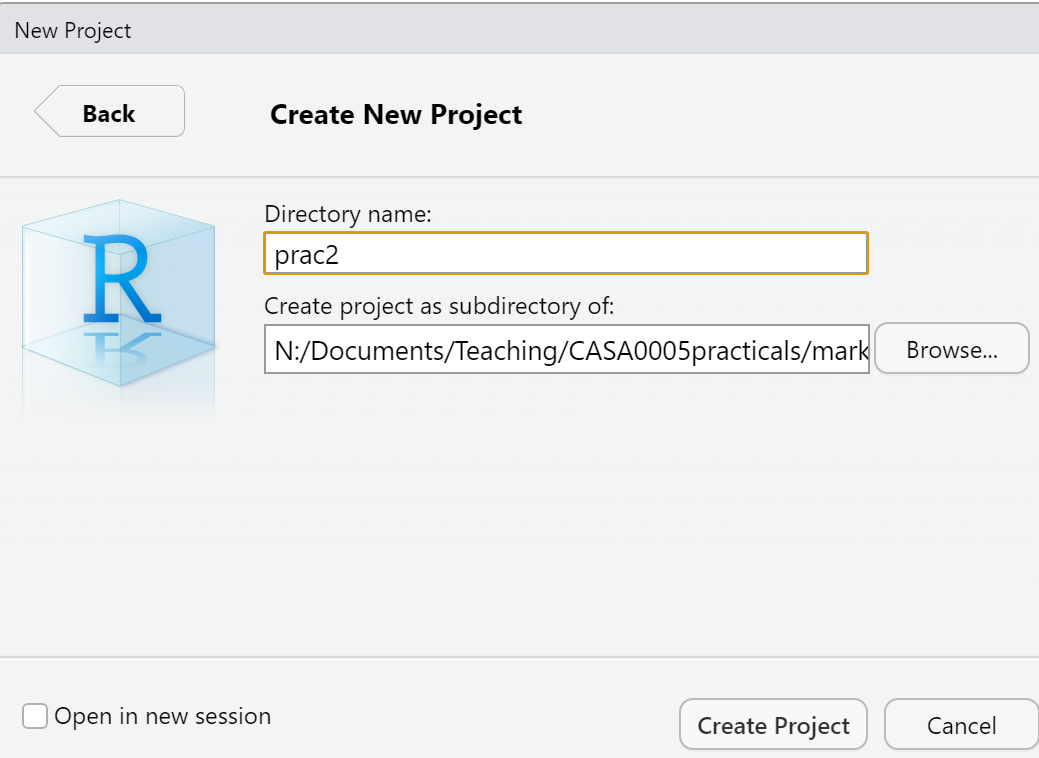 New Project
Back
Create New Project
R
Directory name:
prac2
Create project as subdirectory of:
N:/Documents/Teaching/CASA0005practicals/mark
Browse...
Open in new session
Create Project
Cancel